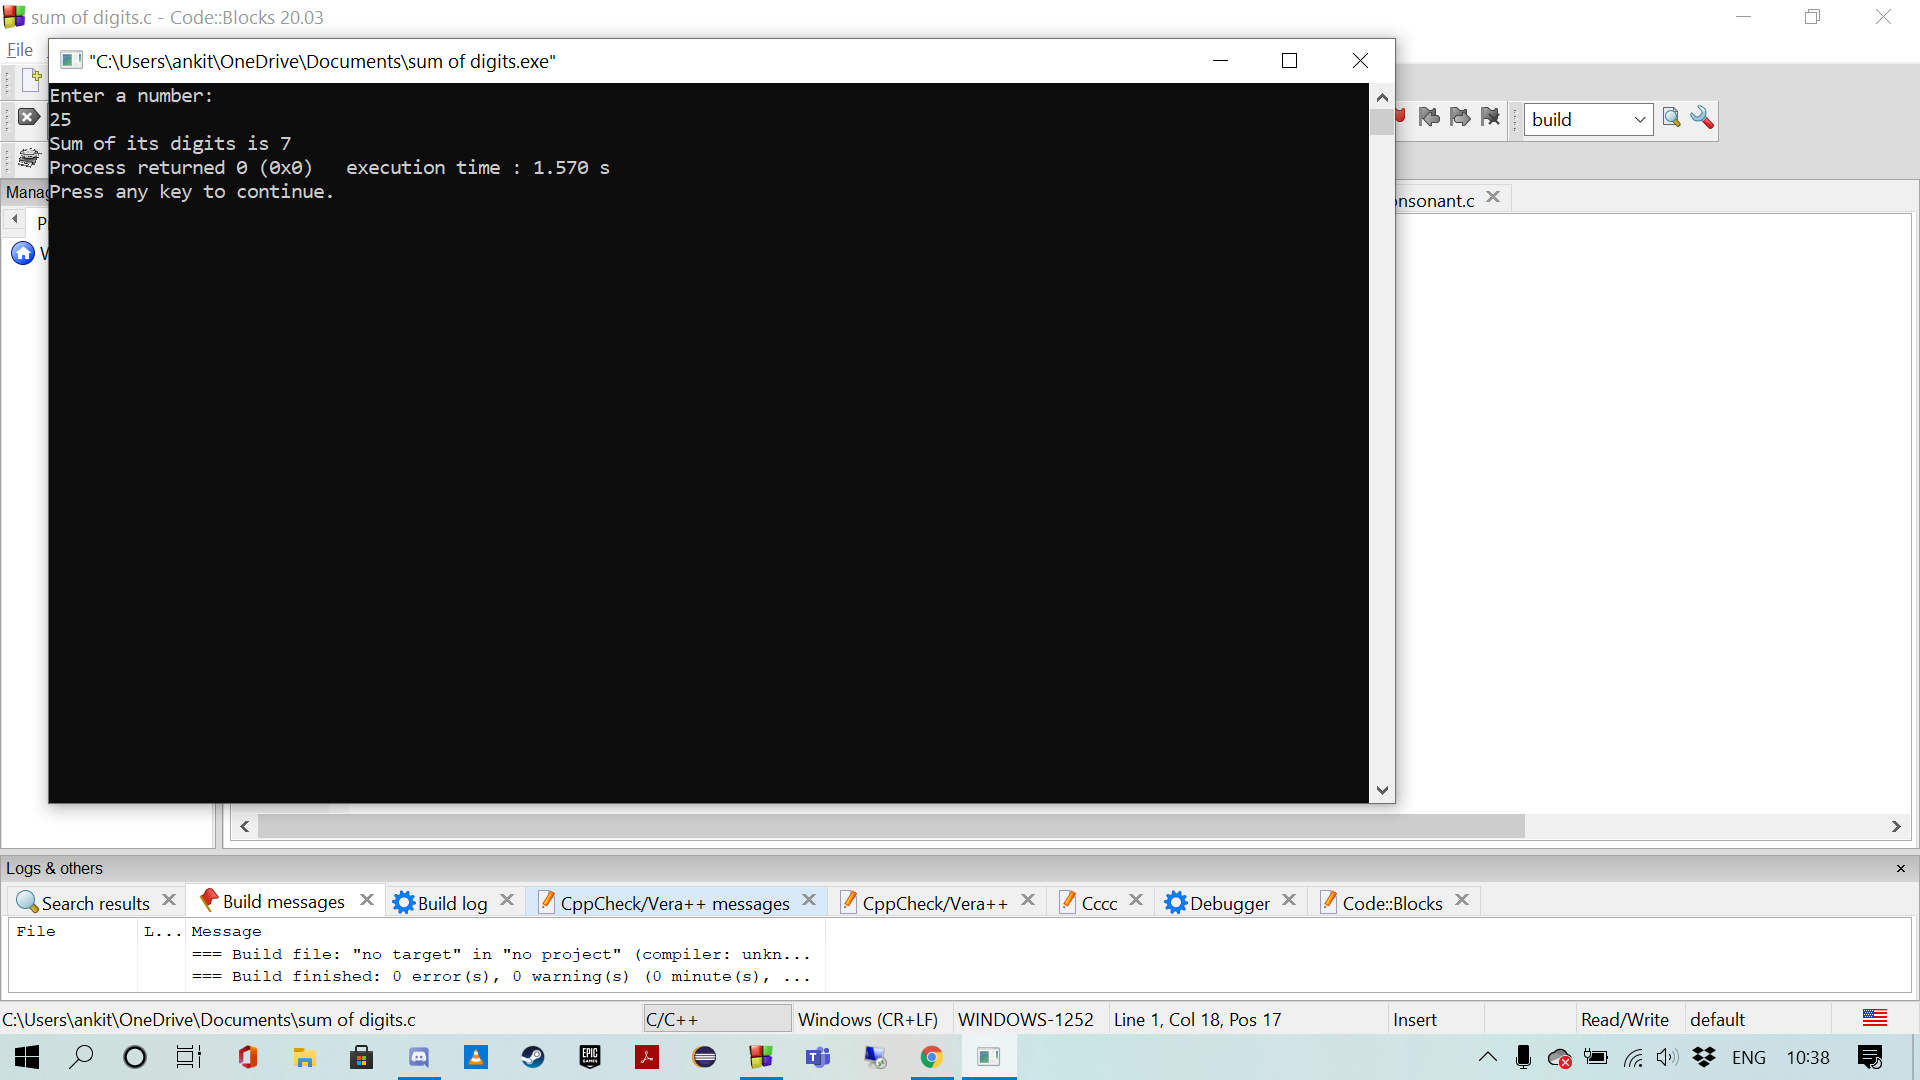 sum of digits.c - Code::Blocks 20.03
File
"C:\Users\ankit\OneDrive\Documents\sum of digits.exe"
Enter a number:
25
Sum of its digits is 7
Process returned 0 (0x0)   execution time : 1.570 s
Press any key to continue.
build
Manag
onsonant.c
P
Logs & others
Search results
Build messages
Build log
CppCheck/Vera++ messages
CppCheck/Vera++
Cccc
Debugger
Code::Blocks
File L... Message
=== Build file: "no target" in "no project" (compiler: unkn...
=== Build finished: 0 error(s), 0 warning(s) (0 minute(s), ...
C:\Users\ankit\OneDrive\Documents\sum of digits.c C/C++ Windows (CR+LF) WINDOWS-1252 Line 1, Col 18, Pos 17 Insert Read/Write default
EPIC GAMES
ENG 10:38